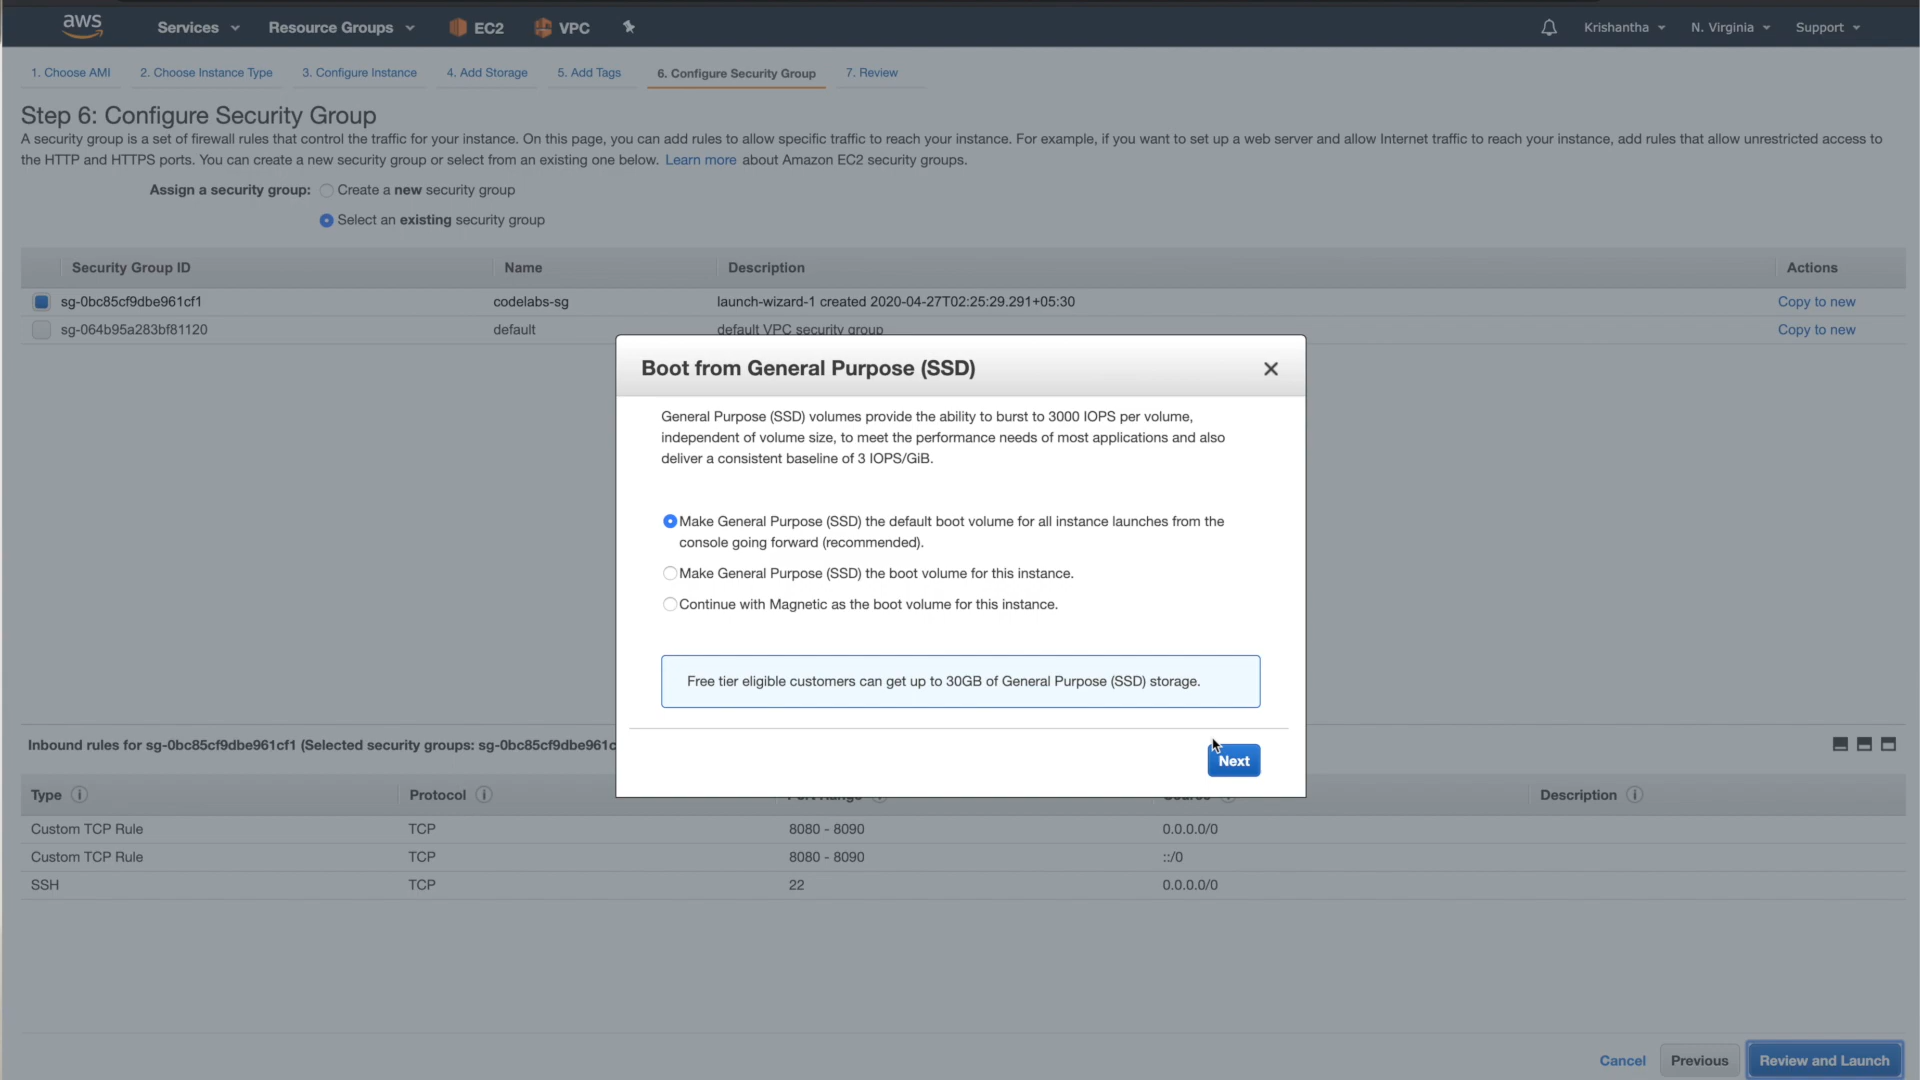 aws Services Resource Groups EC2 VPC Krishantha N. Virginia Support
1. Choose AMI 2. Choose Instance Type 3. Configure Instance 4. Add Storage 5. Add Tags 6. Configure Security Group 7. Review
Step 6: Configure Security Group
A security group is a set of firewall rules that control the traffic for your instance. On this page, you can add rules to allow specific traffic to reach your instance. For example, if you want to set up a web server and allow Internet traffic to reach your instance, add rules that allow unrestricted access to
the HTTP and HTTPS ports. You can create a new security group or select from an existing one below. Learn more about Amazon EC2 security groups.
Assign a security group: Create a new security group
Select an existing security group
Security Group ID Name Description Actions
sg-0bc85cf9dbe961cf1 codelabs-sg launch-wizard-1 created 2020-04-27T02:25:29.291+05:30 Copy to new
sg-064b95a283bf81120 default default VPC security group Copy to new
Boot from General Purpose (SSD)
General Purpose (SSD) volumes provide the ability to burst to 3000 IOPS per volume,
independent of volume size, to meet the performance needs of most applications and also
deliver a consistent baseline of 3 IOPS/GiB.
Make General Purpose (SSD) the default boot volume for all instance launches from the
console going forward (recommended).
Make General Purpose (SSD) the boot volume for this instance.
Continue with Magnetic as the boot volume for this instance.
Free tier eligible customers can get up to 30GB of General Purpose (SSD) storage.
Next
Inbound rules for sg-0bc85cf9dbe961cf1 (Selected security groups: sg-0bc85cf9dbe961c
Type Protocol Port Range Source Description
Custom TCP Rule TCP 8080 - 8090 0.0.0.0/0
Custom TCP Rule TCP 8080 - 8090 ::/0
SSH TCP 22 0.0.0.0/0
Cancel Previous Review and Launch